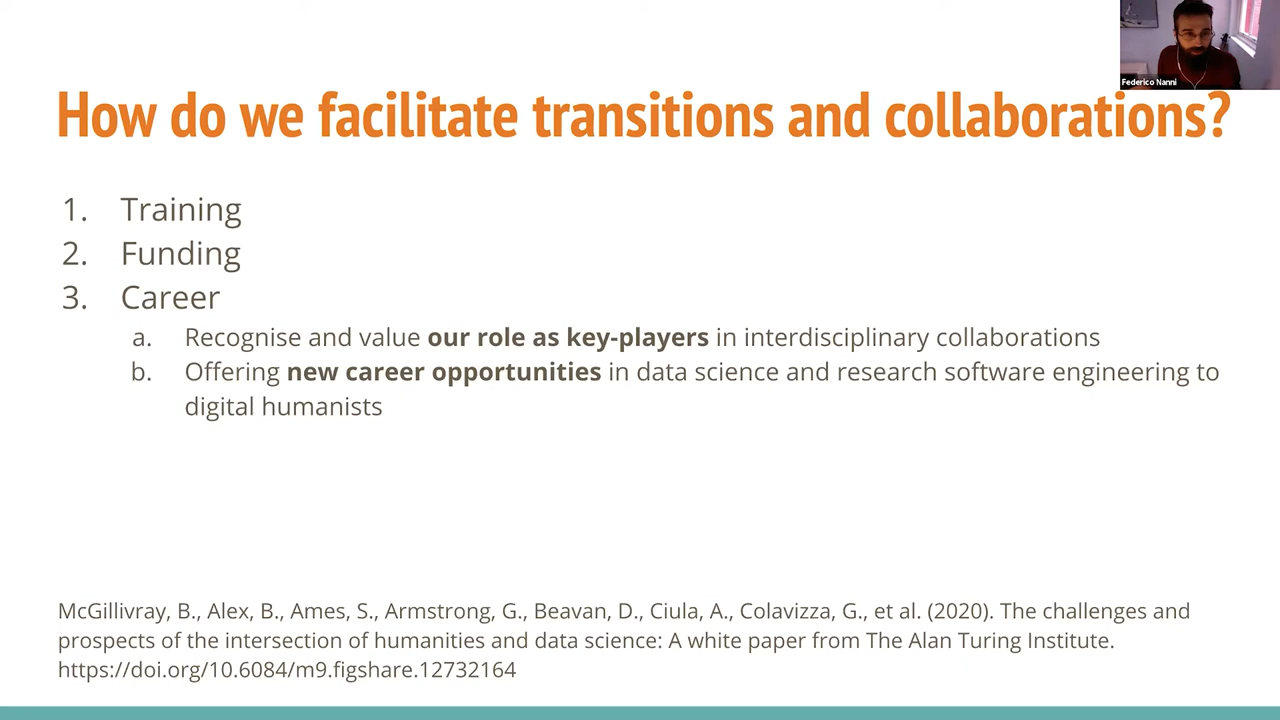 Federico Nanni
How do we facilitate transitions and collaborations?
1. Training
2. Funding
3. Career
a. Recognise and value our role as key-players in interdisciplinary collaborations
b. Offering new career opportunities in data science and research software engineering to
digital humanists
McGillivray, B., Alex, B., Ames, S., Armstrong, G., Beavan, D., Ciula, A., Colavizza, G., et al. (2020). The challenges and
prospects of the intersection of humanities and data science: A white paper from The Alan Turing Institute.
https://doi.org/10.6084/m9.figshare.12732164